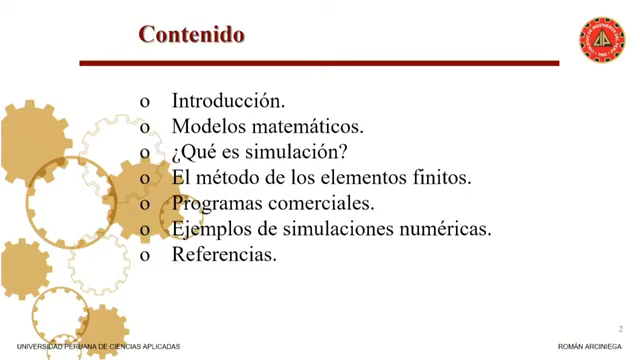 Contenido
o Introducción.
o Modelos matemáticos.
o ¿Qué es simulación?
o El método de los elementos finitos.
o Programas comerciales.
o Ejemplos de simulaciones numéricas.
o Referencias.
2
UNIVERSIDAD PERUANA DE CIENCIAS APLICADAS
ROMÁN ARCINIEGA